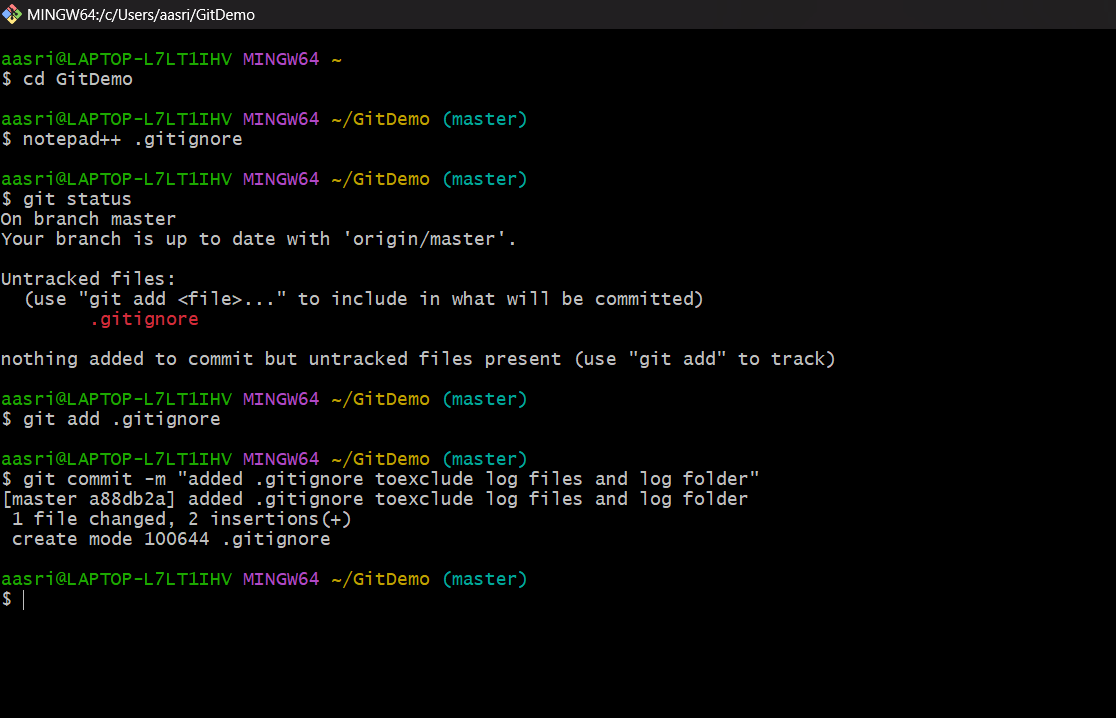 MINGW64:/c/Users/aasri/GitDemo
aasri@LAPTOP-L7LT1IHV MINGW64 ~
$ cd GitDemo
aasri@LAPTOP-L7LT1IHV MINGW64 ~/GitDemo (master)
$ notepad++ .gitignore
aasri@LAPTOP-L7LT1IHV MINGW64 ~/GitDemo (master)
$ git status
On branch master
Your branch is up to date with 'origin/master'.
Untracked files:
  (use "git add <file>..." to include in what will be committed)
        .gitignore
nothing added to commit but untracked files present (use "git add" to track)
aasri@LAPTOP-L7LT1IHV MINGW64 ~/GitDemo (master)
$ git add .gitignore
aasri@LAPTOP-L7LT1IHV MINGW64 ~/GitDemo (master)
$ git commit -m "added .gitignore toexclude log files and log folder"
[master a88db2a] added .gitignore toexclude log files and log folder
 1 file changed, 2 insertions(+)
 create mode 100644 .gitignore
aasri@LAPTOP-L7LT1IHV MINGW64 ~/GitDemo (master)
$